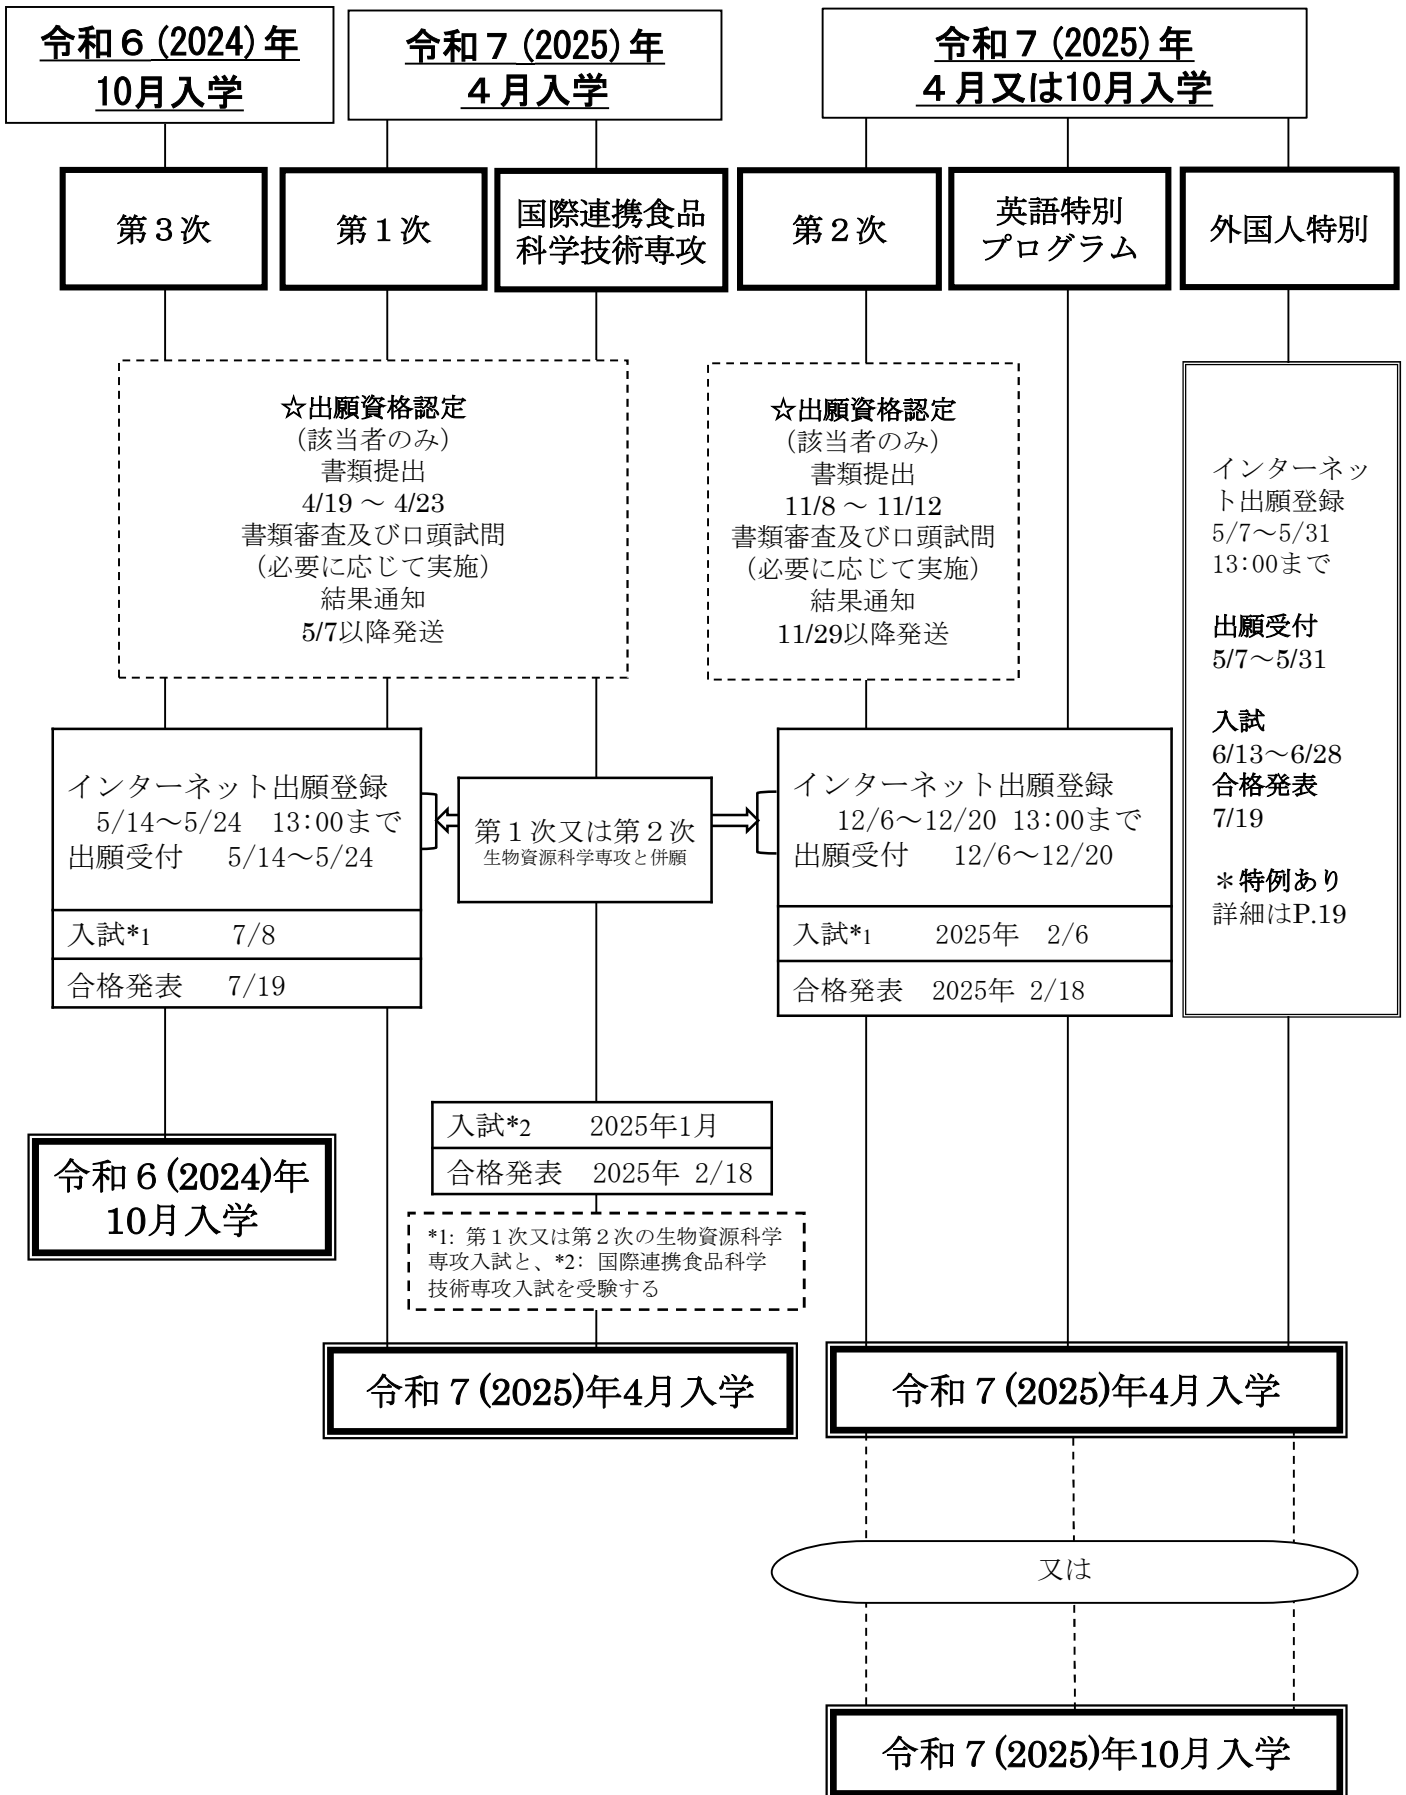 令和６(2024)年
10月入学
令和７(2025)年
４月入学
令和７(2025)年
４月又は10月入学
第３次
第１次
国際連携食品
科学技術専攻
第２次
英語特別
プログラム
外国人特別
☆出願資格認定
（該当者のみ）
書類提出
4/19 ～ 4/23
書類審査及び口頭試問
（必要に応じて実施）
結果通知
5/7以降発送
☆出願資格認定
（該当者のみ）
書類提出
11/8 ～ 11/12
書類審査及び口頭試問
（必要に応じて実施）
結果通知
11/29以降発送
インターネッ
ト出願登録
5/7～5/31
13:00まで
出願受付
5/7～5/31
入試
6/13～6/28
合格発表
7/19
＊特例あり
詳細はP.19
インターネット出願登録
5/14～5/24 13:00まで
出願受付 5/14～5/24
入試*1 7/8
合格発表 7/19
第１次又は第２次
生物資源科学専攻と併願
インターネット出願登録
12/6～12/20 13:00まで
出願受付 12/6～12/20
入試*1 2025年 2/6
合格発表 2025年 2/18
入試*2 2025年1月
合格発表 2025年 2/18
*1: 第１次又は第２次の生物資源科学
専攻入試と、*2: 国際連携食品科学
技術専攻入試を受験する
令和６(2024)年
10月入学
令和７(2025)年4月入学
令和７(2025)年4月入学
又は
令和７(2025)年10月入学